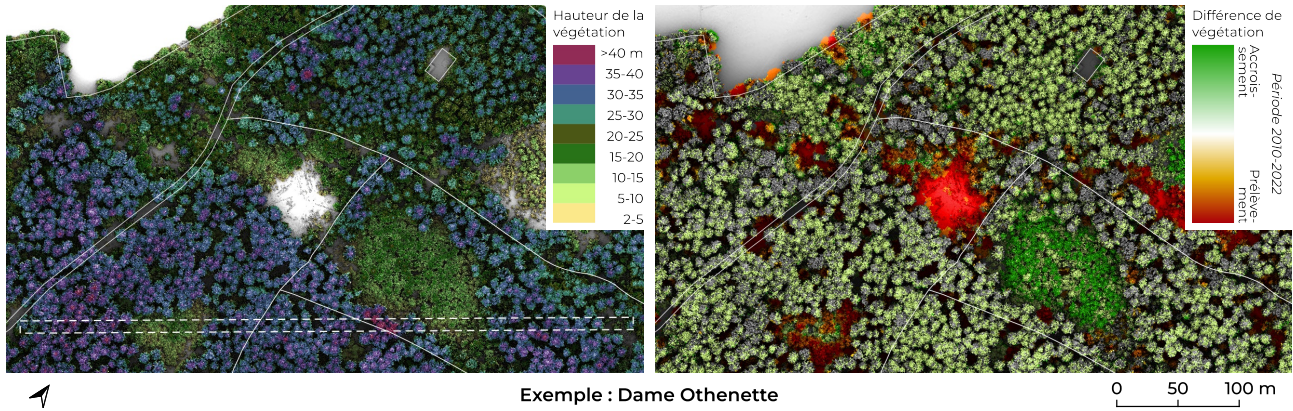 Hauteur de la
végétation
>40 m
35-40
30-35
25-30
20-25
15-20
10-15
5-10
2-5
Différence de
végétation
Accrois-
sement
Prélève-
ment
Période 2010-2022
Exemple : Dame Othenette
0 50 100 m